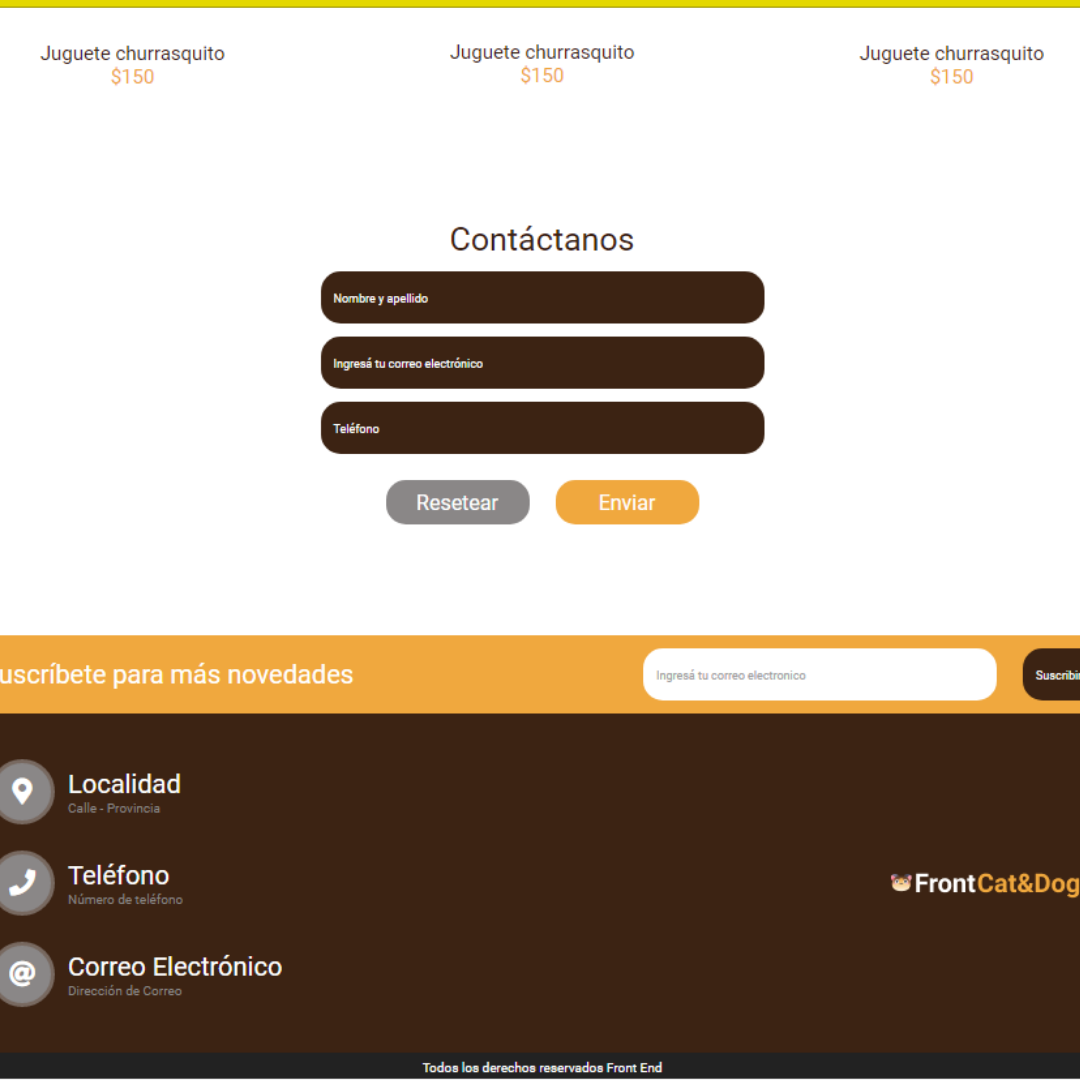 Juguete churrasquito
$150
Juguete churrasquito
$150
Juguete churrasquito
$150
Contáctanos
Nombre y apellido
Ingresá tu correo electrónico
Teléfono
Resetear
Enviar
uscríbete para más novedades
Ingresá tu correo electronico
Suscribir
Localidad
Calle - Provincia
Teléfono
Número de teléfono
FrontCat&Dog
Correo Electrónico
Dirección de Correo
Todos los derechos reservados Front End